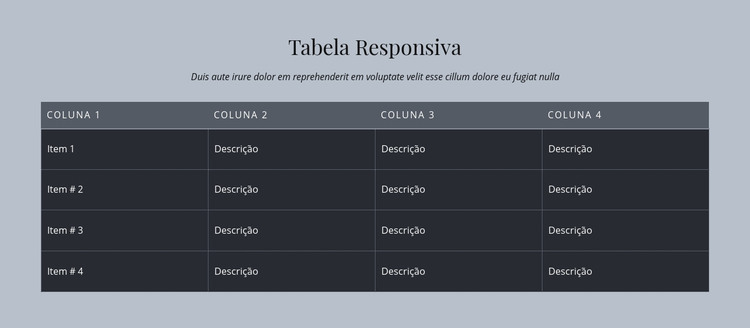 Tabela Responsiva
Duis aute irure dolor em reprehenderit em voluptate velit esse cillum dolore eu fugiat nulla
COLUNA 1 COLUNA 2 COLUNA 3 COLUNA 4
Item 1 Descrição Descrição Descrição
Item # 2 Descrição Descrição Descrição
Item # 3 Descrição Descrição Descrição
Item # 4 Descrição Descrição Descrição